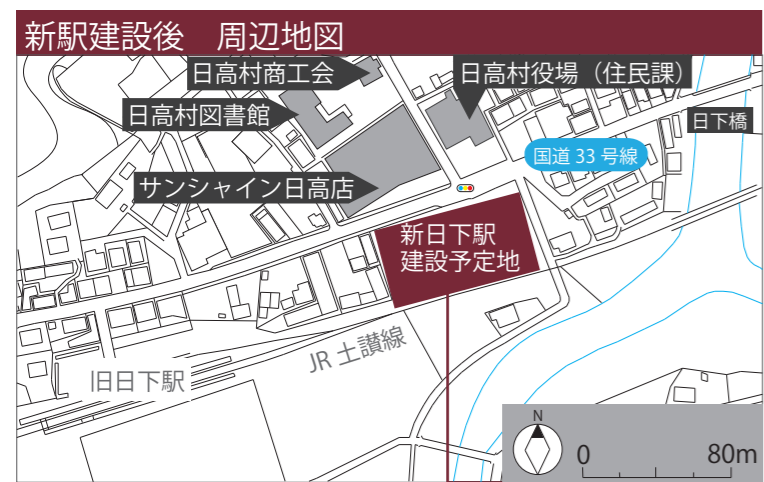 新駅建設後　周辺地図
日高村商工会
日高村役場（住民課）
日高村図書館
日下橋
国道 33 号線
サンシャイン日高店
新日下駅
建設予定地
JR 土讃線
旧日下駅
N
0
80m